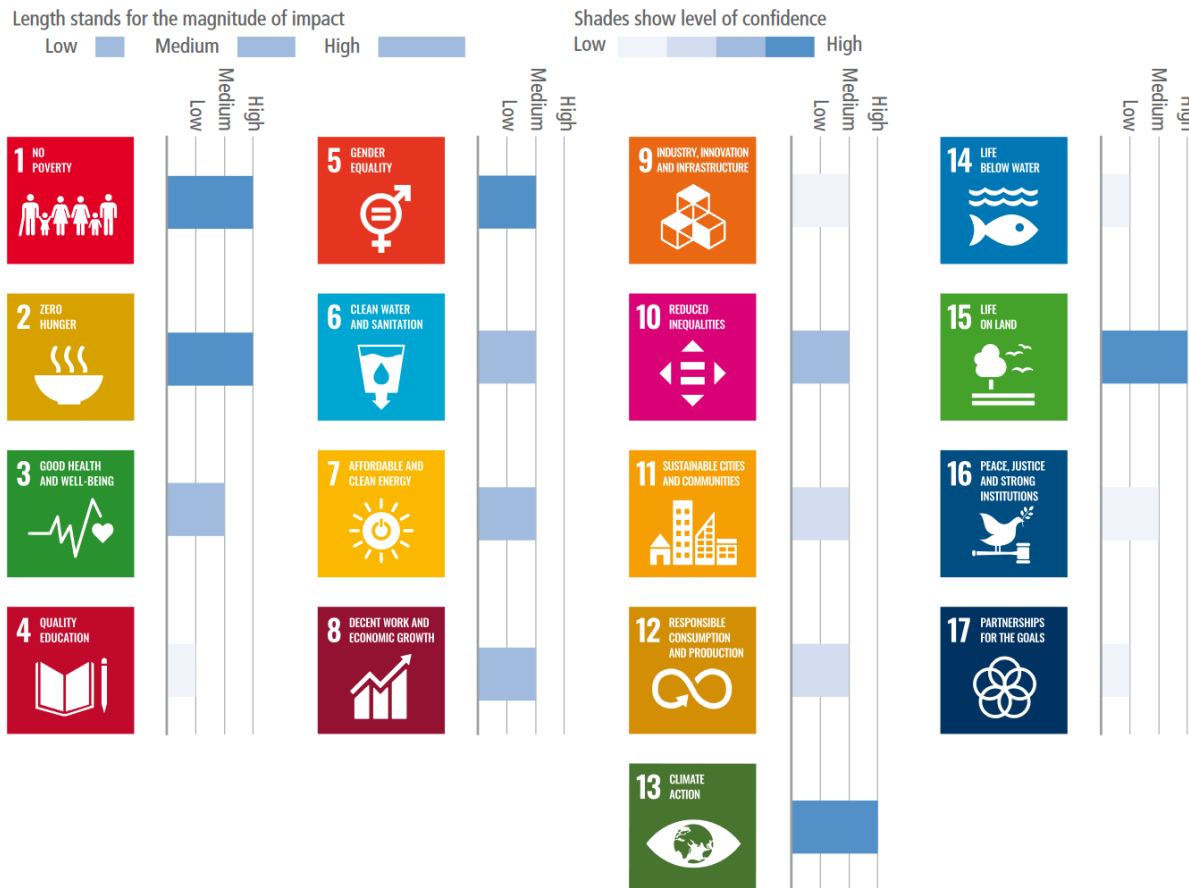 Length stands for the magnitude of impact
Low Medium High
Shades show level of confidence
Low High
Low Medium High
Low Medium High
Low Medium High
Low Medium High
1 NO
POVERTY
5 GENDER
EQUALITY
9 INDUSTRY, INNOVATION
AND INFRASTRUCTURE
14 LIFE
BELOW WATER
2 ZERO
HUNGER
6 CLEAN WATER
AND SANITATION
10 REDUCED
INEQUALITIES
15 LIFE
ON LAND
3 GOOD HEALTH
AND WELL-BEING
7 AFFORDABLE AND
CLEAN ENERGY
11 SUSTAINABLE CITIES
AND COMMUNITIES
16 PEACE, JUSTICE
AND STRONG
INSTITUTIONS
4 QUALITY
EDUCATION
8 DECENT WORK AND
ECONOMIC GROWTH
12 RESPONSIBLE
CONSUMPTION
AND PRODUCTION
17 PARTNERSHIPS
FOR THE GOALS
13 CLIMATE
ACTION